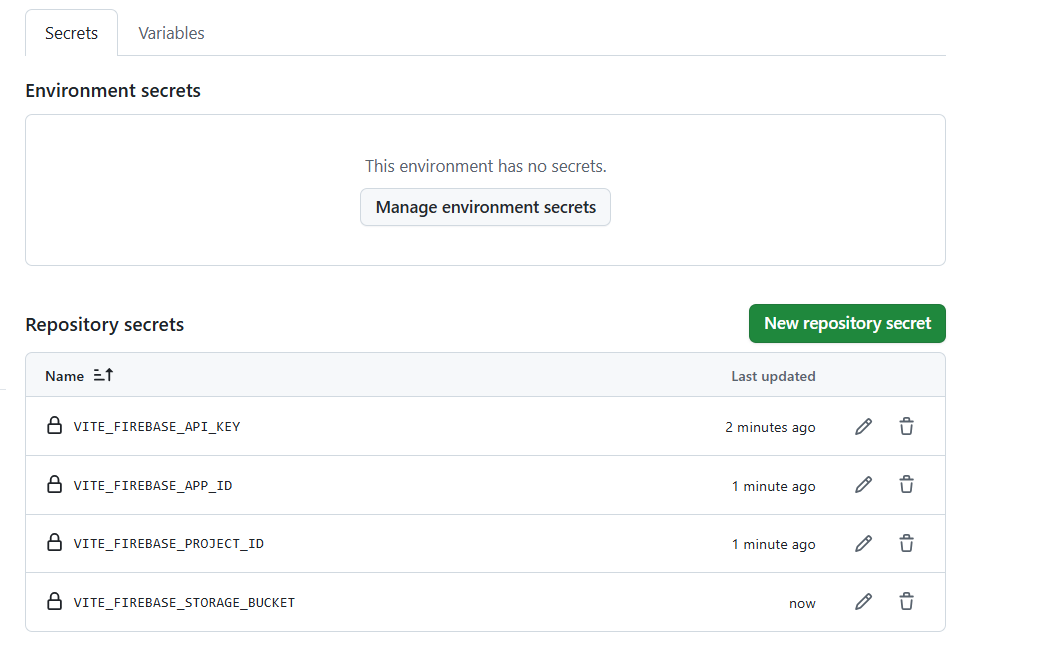 Secrets Variables
Environment secrets
This environment has no secrets.
Manage environment secrets
Repository secrets New repository secret
Name Last updated
VITE_FIREBASE_API_KEY 2 minutes ago
VITE_FIREBASE_APP_ID 1 minute ago
VITE_FIREBASE_PROJECT_ID 1 minute ago
VITE_FIREBASE_STORAGE_BUCKET now